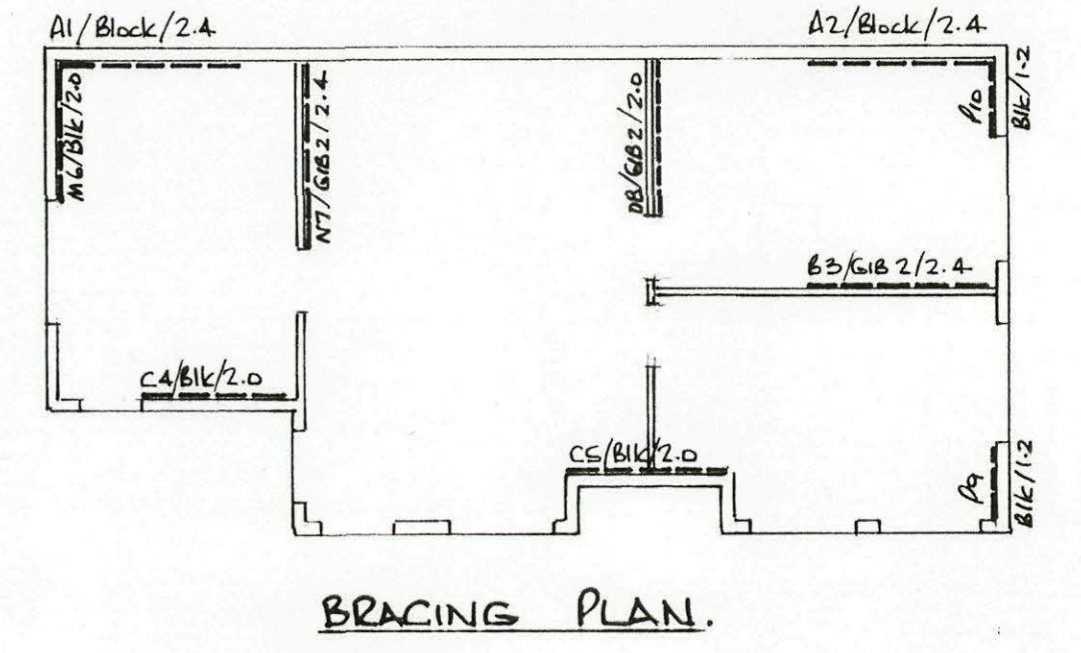 A1/Block/2.4
A2/Block/2.4
M6/Blk/2.0
N7/GIB2/2.4
D8/GIB2/2.0
P10
Blk/1.2
B3/GIB2/2.4
C4/Blk/2.0
C5/Blk/2.0
P9
Blk/1.2
BRACING PLAN.